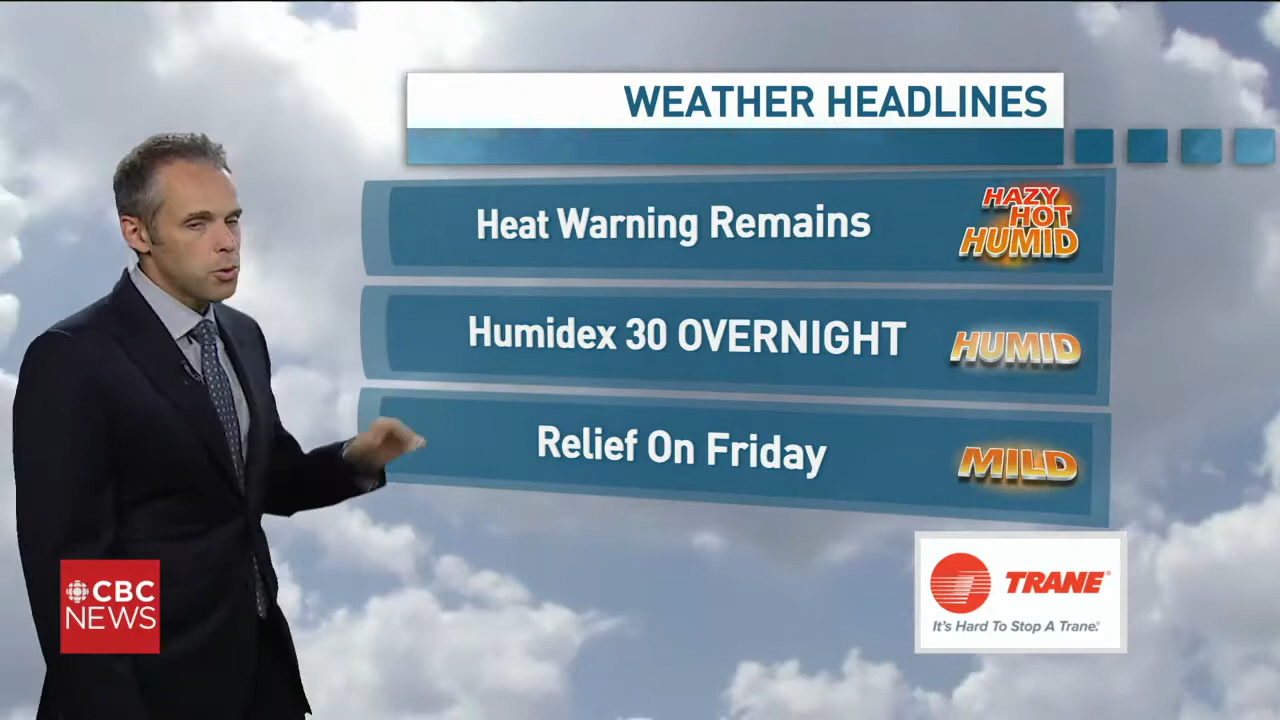 WEATHER HEADLINES
Heat Warning Remains
HAZY
HOT
HUMID
Humidex 30 OVERNIGHT
HUMID
Relief On Friday
MILD
CBC
NEWS
TRANE®
It's Hard To Stop A Trane.®